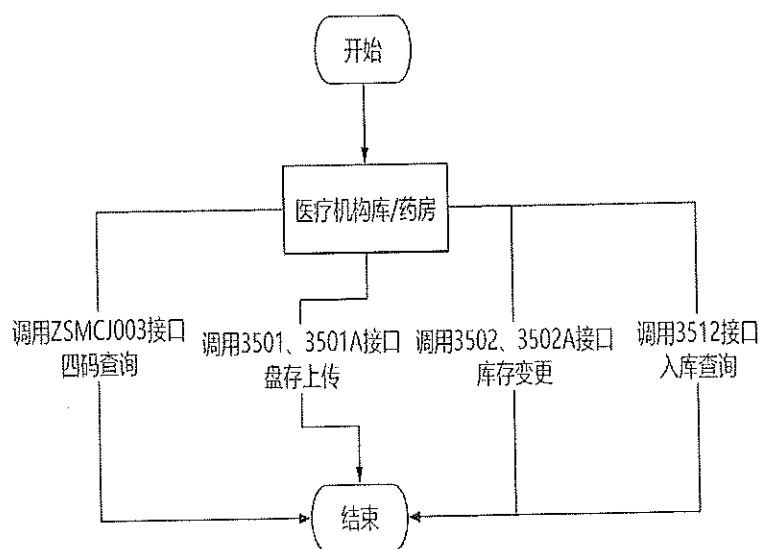 开始
医疗机构库/药房
调用ZSMCJ003接口
四码查询
调用3501、3501A接口
盘存上传
调用3502、3502A接口
库存变更
调用3512接口
入库查询
结束